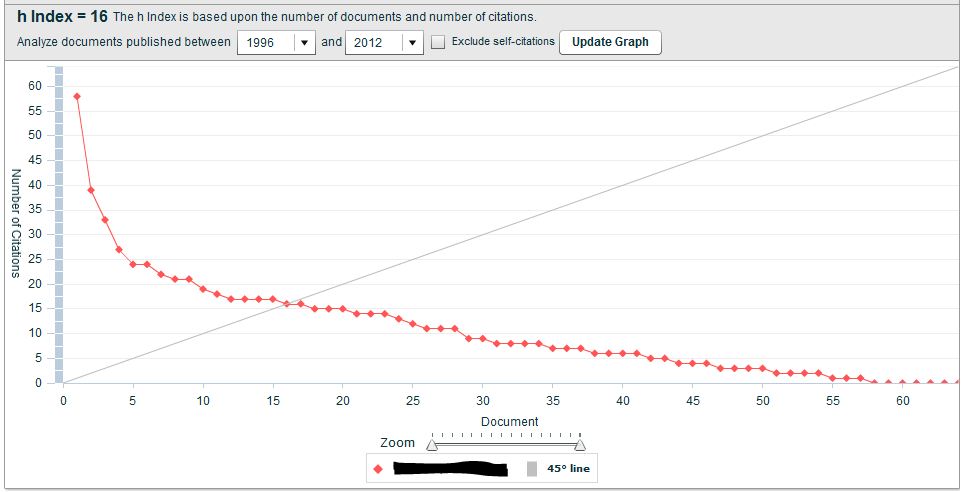 h Index = 16 The h Index is based upon the number of documents and number of citations.
Analyze documents published between 1996 and 2012 Exclude self-citations Update Graph
60
55
50
45
40
35
30
25
20
15
10
5
0
Number of Citations
0 5 10 15 20 25 30 35 40 45 50 55 60
Document
Zoom
45° line